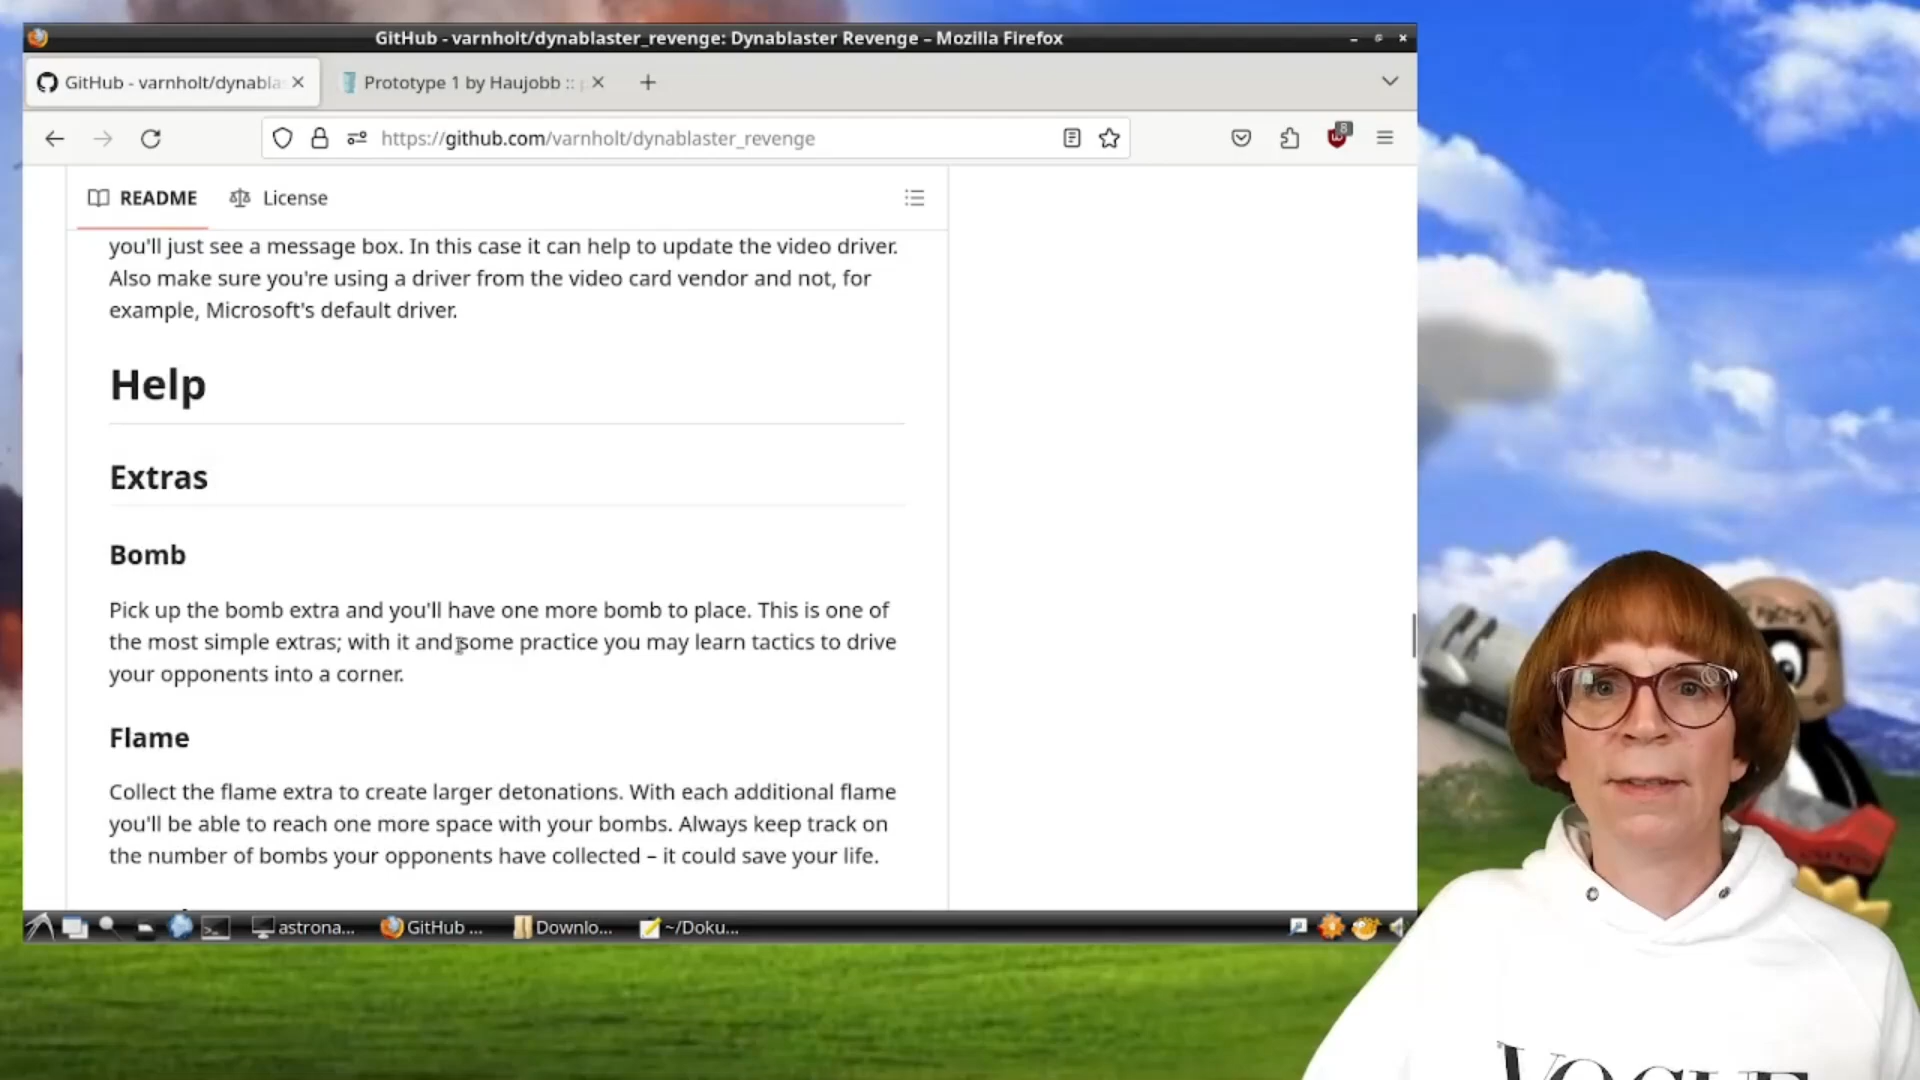 GitHub - varnholt/dynablaster_revenge: Dynablaster Revenge – Mozilla Firefox
GitHub - varnholt/dynabla
Prototype 1 by Haujobb ::
https://github.com/varnholt/dynablaster_revenge
8
README
License
you'll just see a message box. In this case it can help to update the video driver.
Also make sure you're using a driver from the video card vendor and not, for
example, Microsoft's default driver.
Help
Extras
Bomb
Pick up the bomb extra and you'll have one more bomb to place. This is one of
the most simple extras; with it and some practice you may learn tactics to drive
your opponents into a corner.
Flame
Collect the flame extra to create larger detonations. With each additional flame
you'll be able to reach one more space with your bombs. Always keep track on
the number of bombs your opponents have collected – it could save your life.
astrona...
GitHub ...
Downlo...
~/Doku...
VOGUE